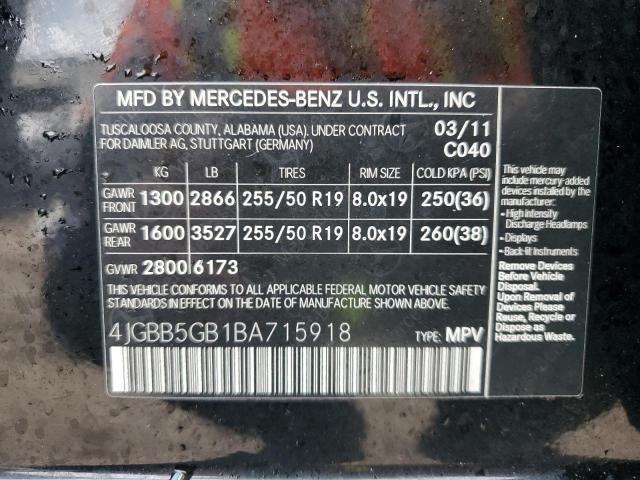 MFD BY MERCEDES-BENZ U.S. INTL., INC
TUSCALOOSA COUNTY, ALABAMA (USA). UNDER CONTRACT
FOR DAIMLER AG, STUTTGART (GERMANY)
03/11
C040
KG LB TIRES RIM SIZE COLD KPA (PSI)
GAWR FRONT 1300 2866 255/50 R19 8.0x19 250(36)
GAWR REAR 1600 3527 255/50 R19 8.0x19 260(38)
GVWR 2800 6173
THIS VEHICLE CONFORMS TO ALL APPLICABLE FEDERAL MOTOR VEHICLE SAFETY
STANDARDS IN EFFECT ON THE DATE OF MANUFACTURE SHOWN ABOVE.
4JGBB5GB1BA715918
TYPE: MPV
This vehicle may
include mercury-added
devices installed by the
manufacturer:
• High Intensity
Discharge Headlamps
• Displays
• Back-lit Instruments
Remove Devices
Before Vehicle
Disposal.
Upon Removal
of Devices Please
Reuse, Recycle or
Dispose as
Hazardous Waste.